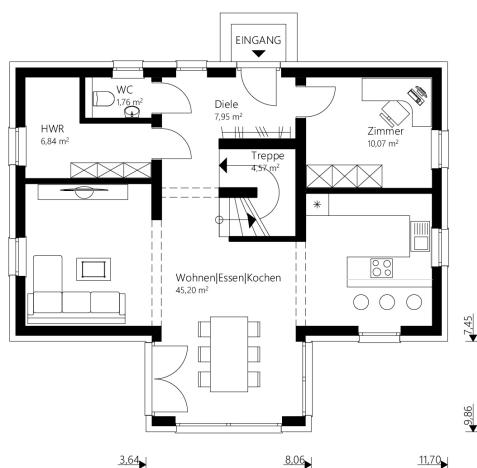 EINGANG
WC
1,76 m²
Diele
7,95 m²
HWR
6,84 m²
Zimmer
10,07 m²
Treppe
4,57 m²
Wohnen|Essen|Kochen
45,20 m²
7,45
9,86
3,64
8,06
11,70